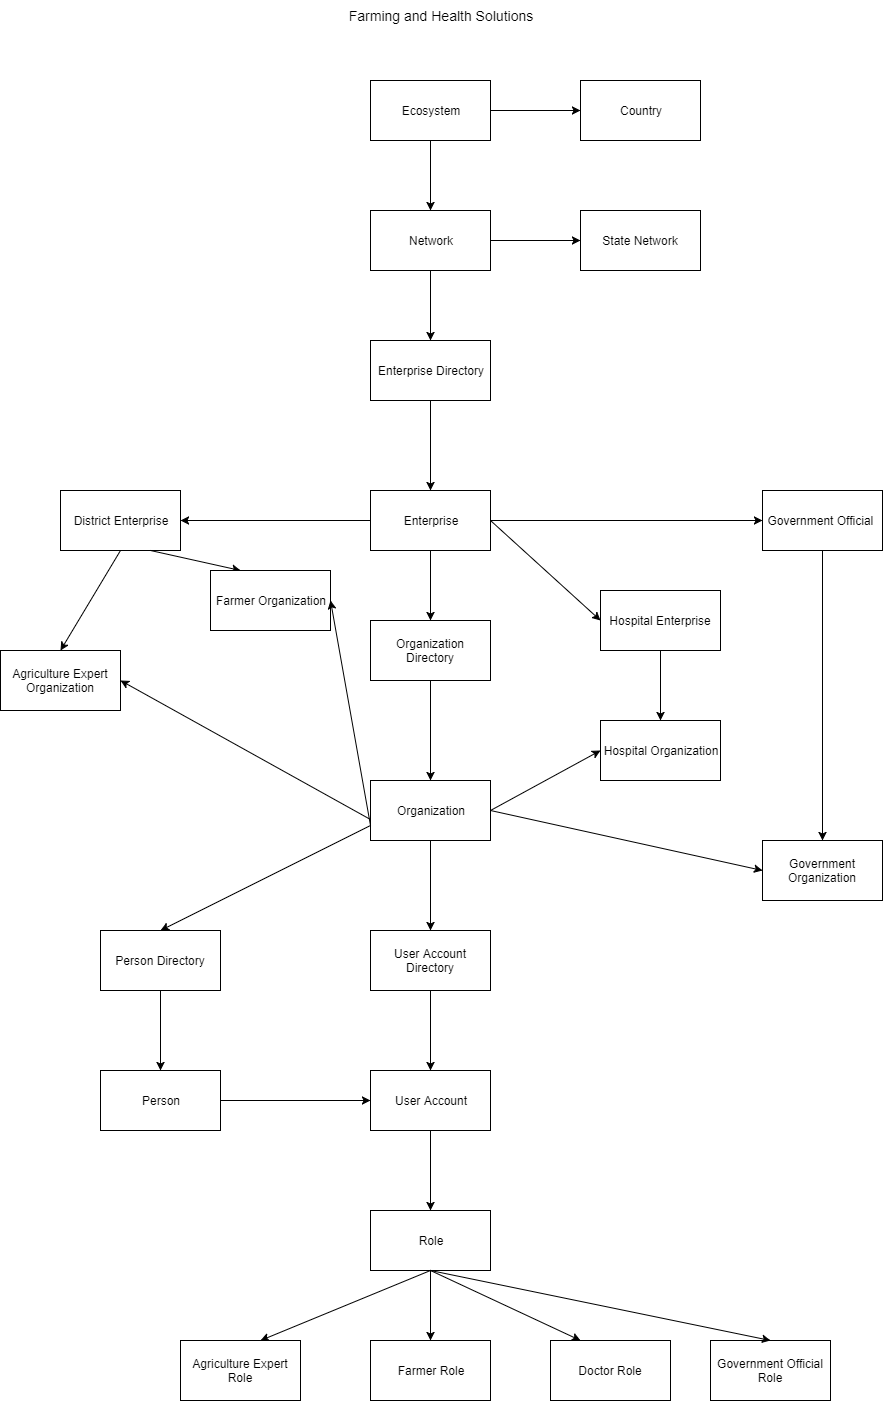 Farming and Health Solutions
Ecosystem
Country
Network
State Network
Enterprise Directory
District Enterprise
Enterprise
Government Official
Farmer Organization
Hospital Enterprise
Organization
Directory
Agriculture Expert
Organization
Hospital Organization
Organization
Government
Organization
Person Directory
User Account
Directory
Person
User Account
Role
Agriculture Expert
Role
Farmer Role
Doctor Role
Government Official
Role